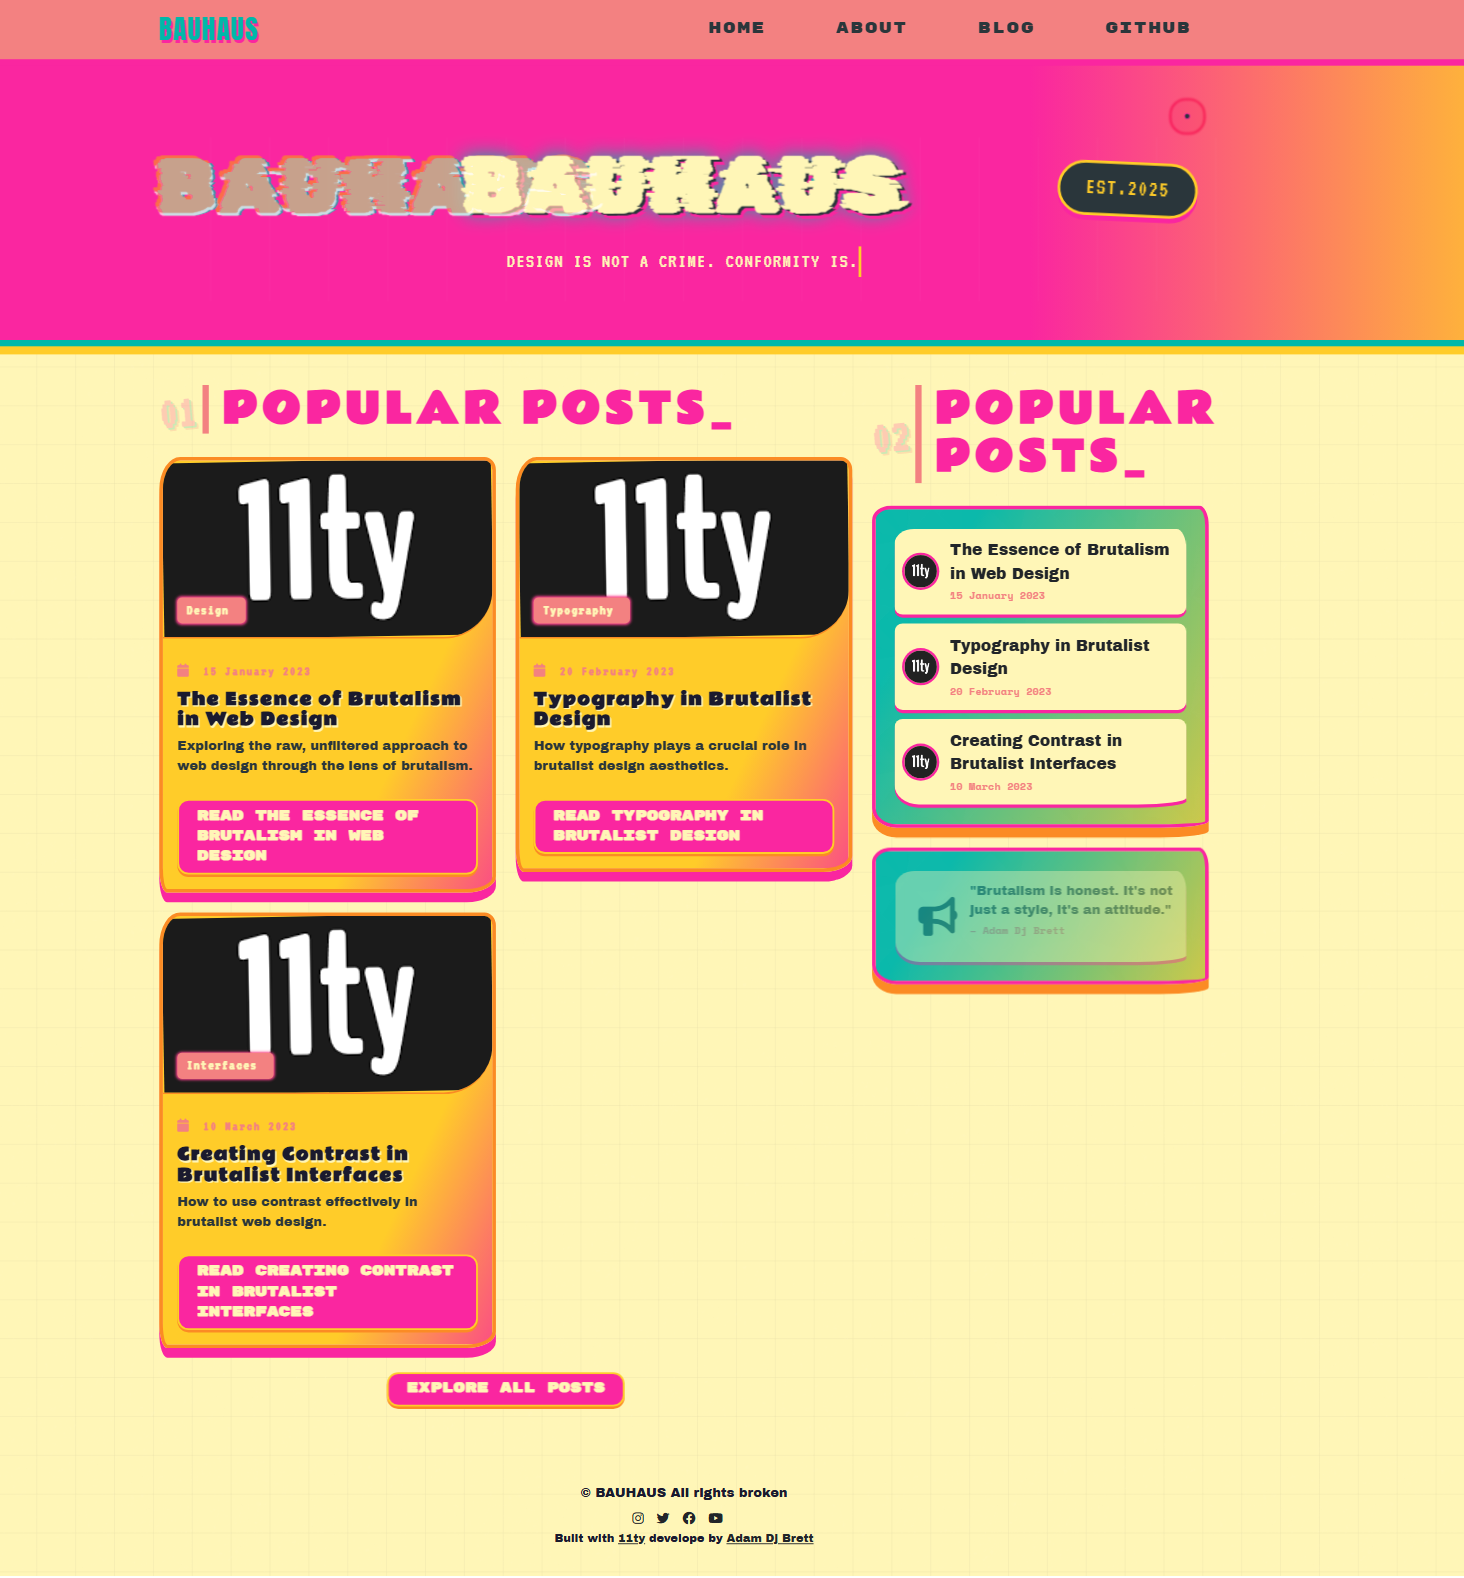 BAUHAUS
HOME ABOUT BLOG GITHUB
BAUHAUS
EST.2025
DESIGN IS NOT A CRIME. CONFORMITY IS.
01 POPULAR POSTS_
11ty
Design
15 January 2023
The Essence of Brutalism
in Web Design
Exploring the raw, unfiltered approach to
web design through the lens of brutalism.
READ THE ESSENCE OF
BRUTALISM IN WEB
DESIGN
11ty
Typography
20 February 2023
Typography in Brutalist
Design
How typography plays a crucial role in
brutalist design aesthetics.
READ TYPOGRAPHY IN
BRUTALIST DESIGN
11ty
Interfaces
10 March 2023
Creating Contrast in
Brutalist Interfaces
How to use contrast effectively in
brutalist web design.
READ CREATING CONTRAST
IN BRUTALIST
INTERFACES
EXPLORE ALL POSTS
02 POPULAR
POSTS_
11ty
The Essence of Brutalism
in Web Design
15 January 2023
11ty
Typography in Brutalist
Design
20 February 2023
11ty
Creating Contrast in
Brutalist Interfaces
10 March 2023
"Brutalism is honest. It's not
just a style, it's an attitude."
— Adam Dj Brett
© BAUHAUS All rights broken
Built with 11ty develope by Adam Dj Brett